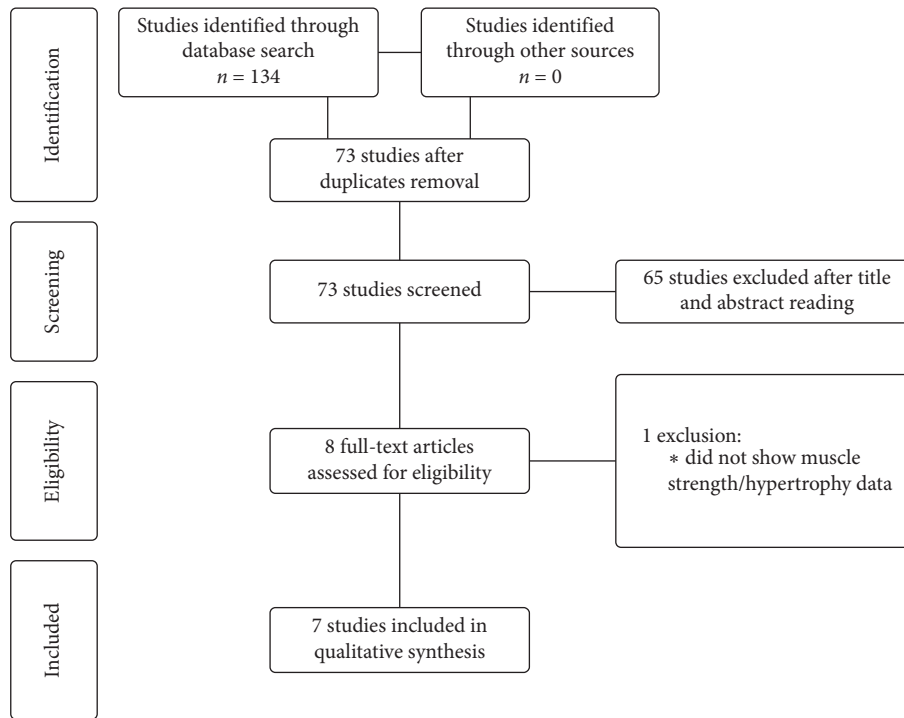 Identification
Studies identified through
database search
n = 134
Studies identified
through other sources
n = 0
73 studies after
duplicates removal
Screening
73 studies screened
65 studies excluded after title
and abstract reading
Eligibility
8 full-text articles
assessed for eligibility
1 exclusion:
∗ did not show muscle
strength/hypertrophy data
Included
7 studies included in
qualitative synthesis